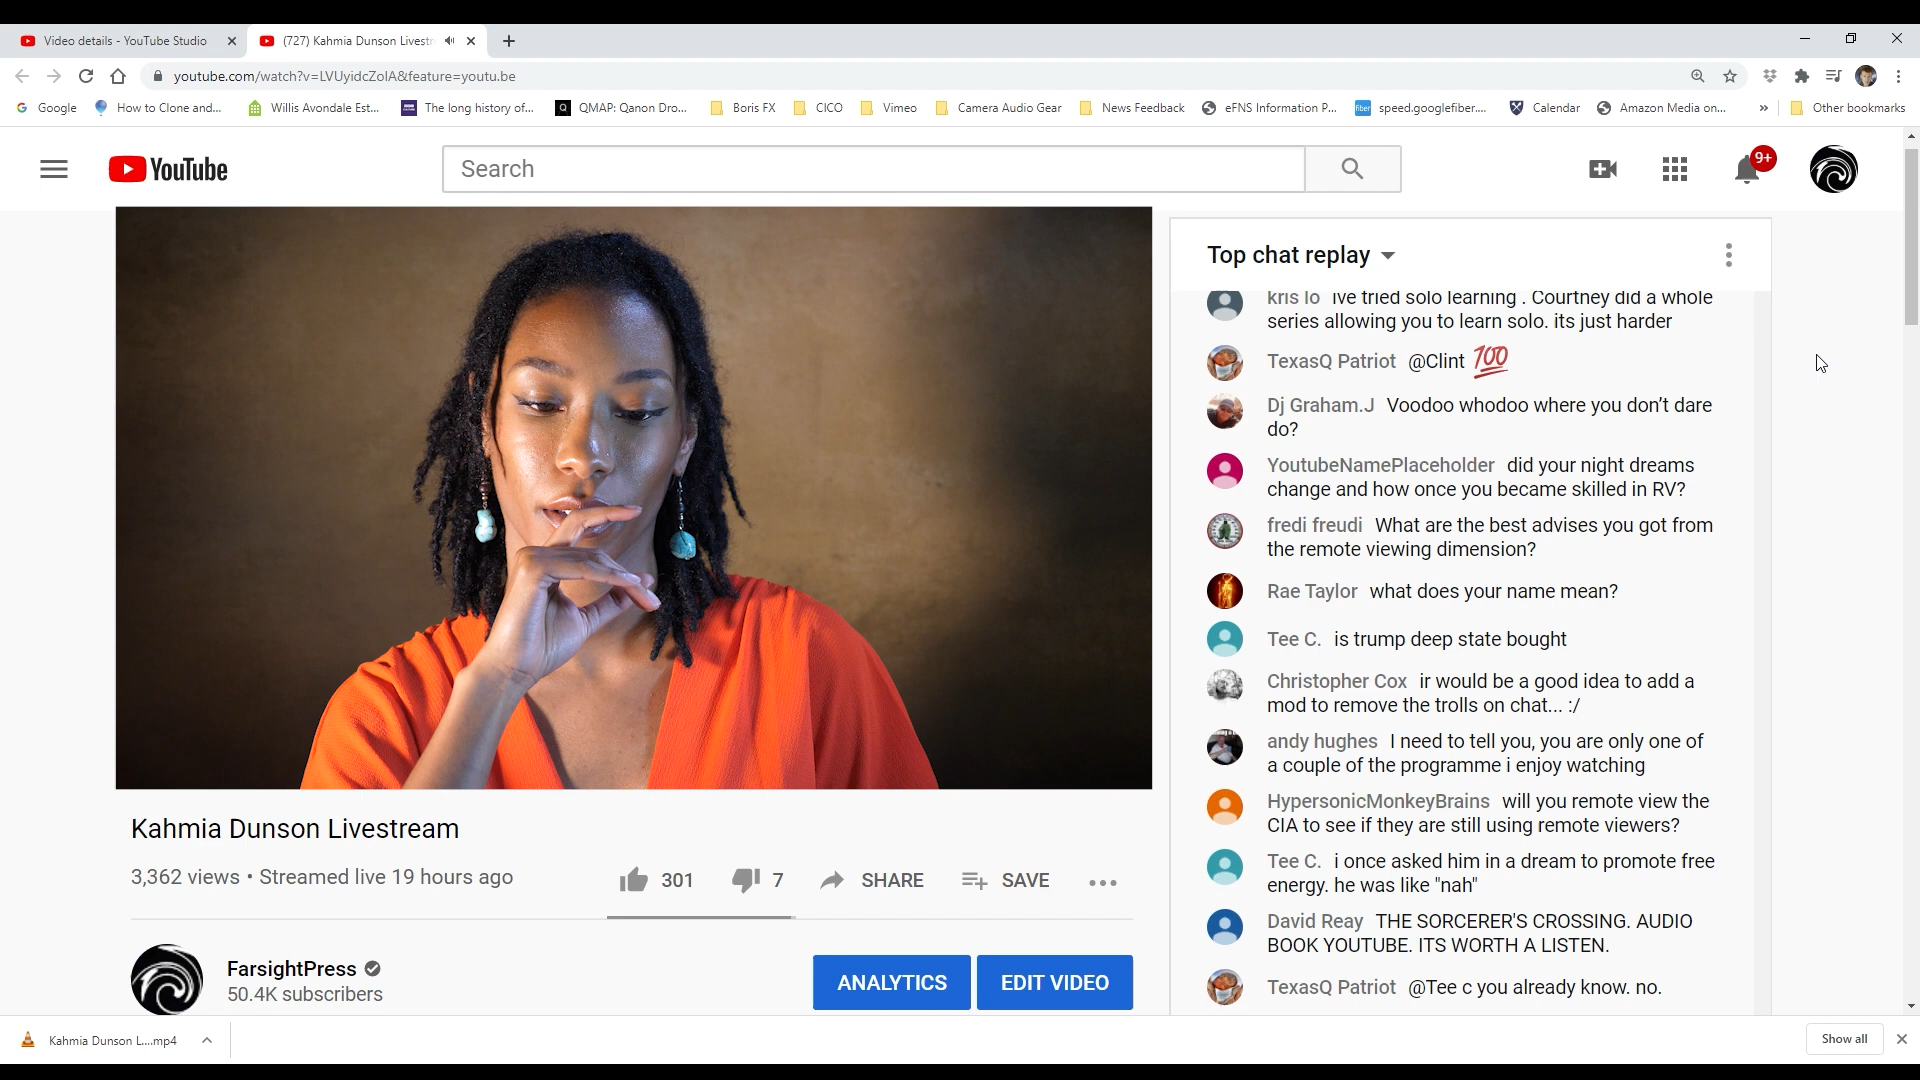 Video details - YouTube Studio
(727) Kahmia Dunson Livestr
youtube.com/watch?v=LVUyidcZolA&feature=youtu.be
Google
How to Clone and...
Willis Avondale Est...
The long history of...
QMAP: Qanon Dro...
Boris FX
CICO
Vimeo
Camera Audio Gear
News Feedback
eFNS Information P...
fiber
speed.googlefiber....
Calendar
Amazon Media on...
»
Other bookmarks
YouTube
Search
9+
Top chat replay
kris lo ive tried solo learning . Courtney did a whole
series allowing you to learn solo. its just harder
TexasQ Patriot @Clint 100
Dj Graham.J Voodoo whodoo where you don’t dare
do?
YoutubeNamePlaceholder did your night dreams
change and how once you became skilled in RV?
fredi freudi What are the best advises you got from
the remote viewing dimension?
Rae Taylor what does your name mean?
Tee C. is trump deep state bought
Christopher Cox ir would be a good idea to add a
mod to remove the trolls on chat... :/
andy hughes I need to tell you, you are only one of
a couple of the programme i enjoy watching
HypersonicMonkeyBrains will you remote view the
CIA to see if they are still using remote viewers?
Tee C. i once asked him in a dream to promote free
energy. he was like "nah"
David Reay THE SORCERER'S CROSSING. AUDIO
BOOK YOUTUBE. ITS WORTH A LISTEN.
TexasQ Patriot @Tee c you already know. no.
Kahmia Dunson Livestream
3,362 views • Streamed live 19 hours ago
301
7
SHARE
SAVE
FarsightPress
50.4K subscribers
ANALYTICS
EDIT VIDEO
Kahmia Dunson L....mp4
Show all